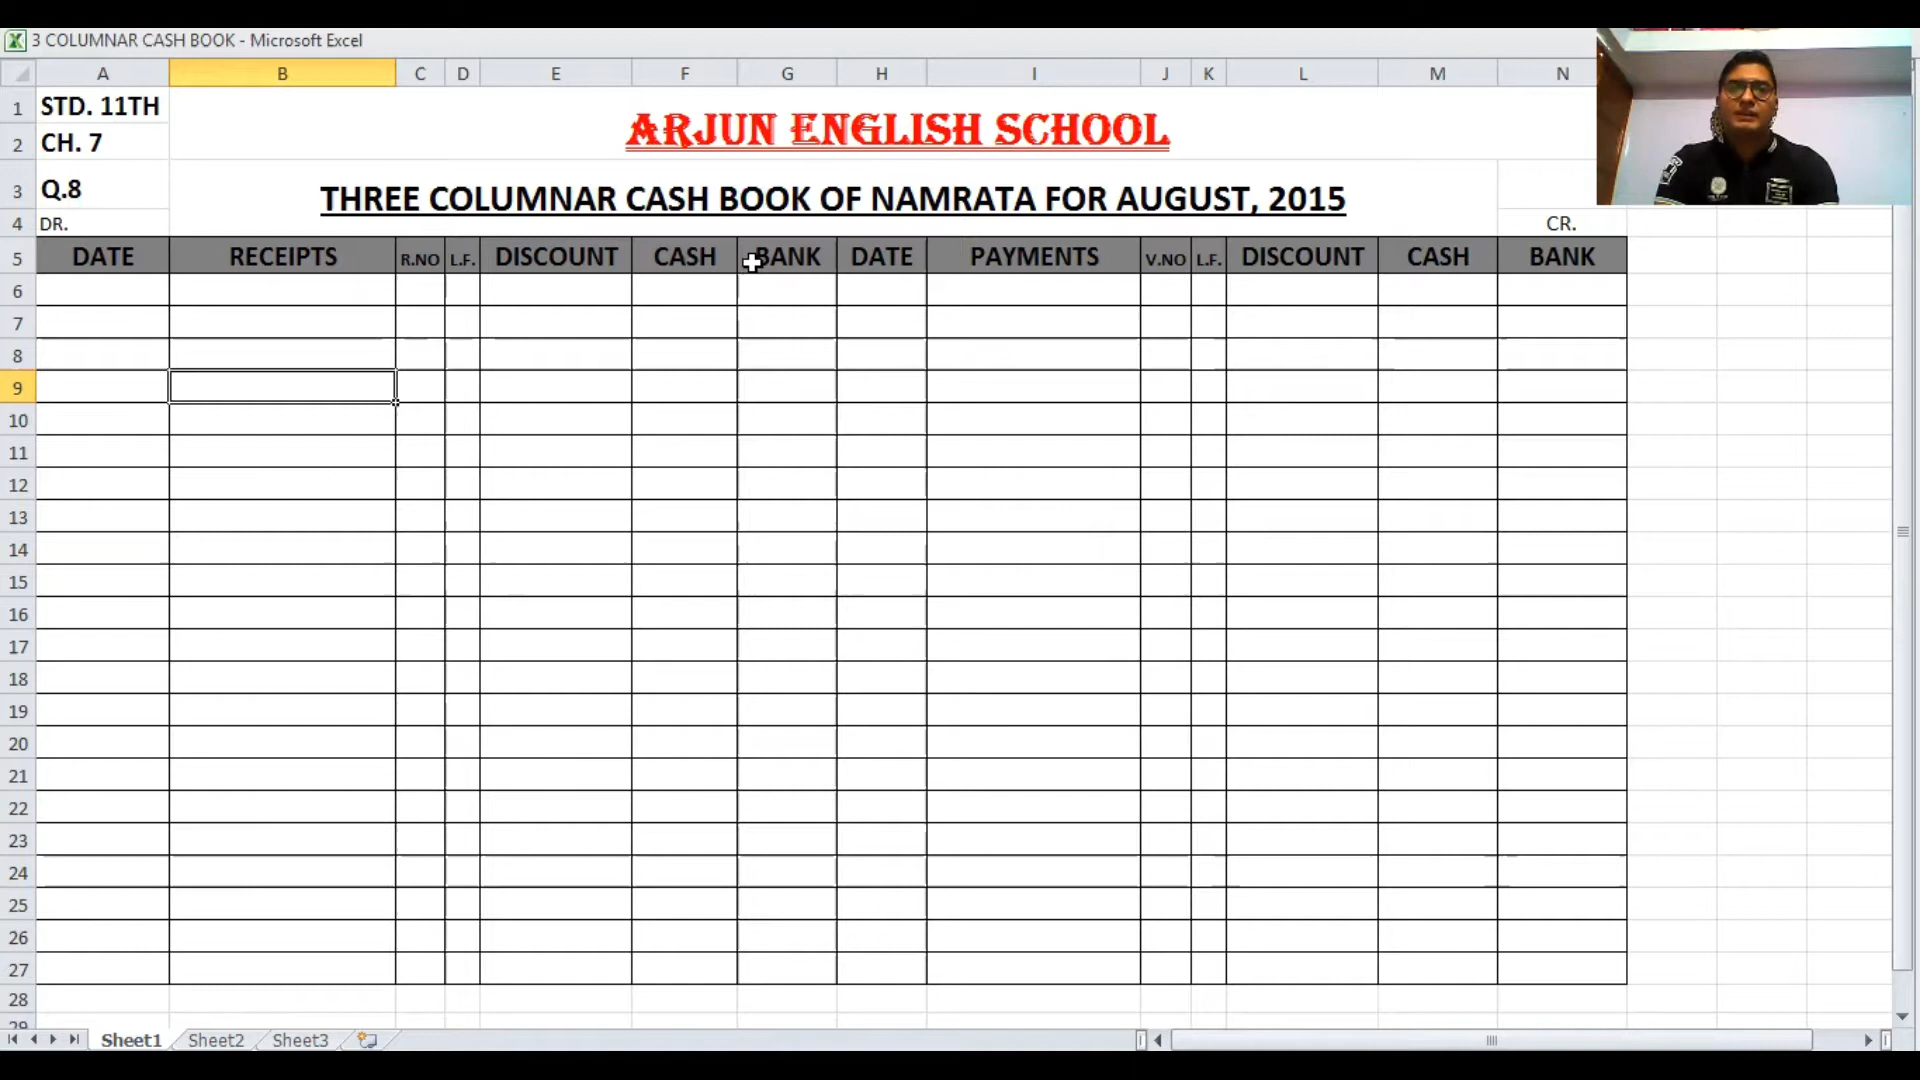 3 COLUMNAR CASH BOOK - Microsoft Excel
A B C D E F G H I J K L M N
1 STD. 11TH
ARJUN ENGLISH SCHOOL
2 CH. 7
3 Q.8
THREE COLUMNAR CASH BOOK OF NAMRATA FOR AUGUST, 2015
4 DR. CR.
5 DATE RECEIPTS R.NO L.F. DISCOUNT CASH BANK DATE PAYMENTS V.NO L.F. DISCOUNT CASH BANK
6
7
8
9
10
11
12
13
14
15
16
17
18
19
20
21
22
23
24
25
26
27
28
29
Sheet1 Sheet2 Sheet3